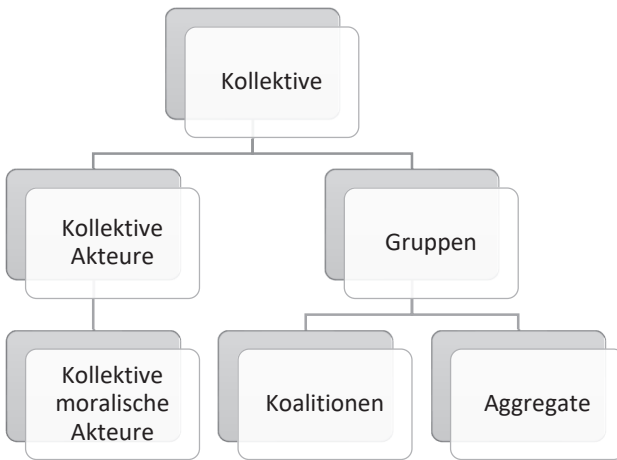 Kollektive
Kollektive
Akteure
Gruppen
Kollektive
moralische
Akteure
Koalitionen
Aggregate